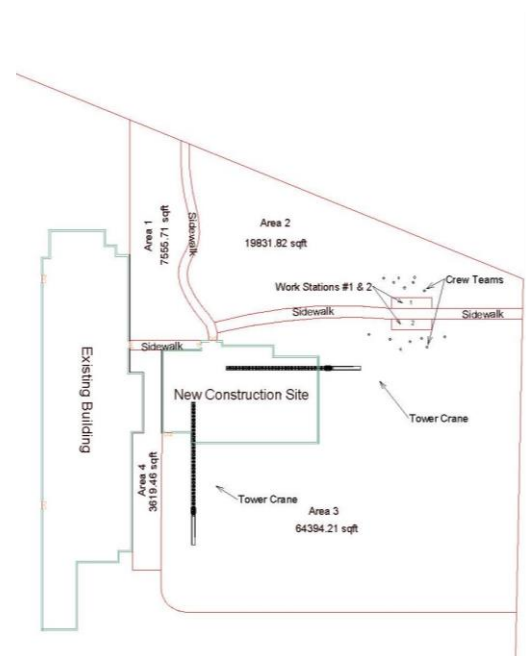 Area 1
7555.71 sqft
Sidewalk
Area 2
19831.82 sqft
Work Stations #1 & 2
Crew Teams
1
Sidewalk
Sidewalk
2
Sidewalk
Existing Building
New Construction Site
Tower Crane
Area 4
3619.46 sqft
Tower Crane
Area 3
64394.21 sqft